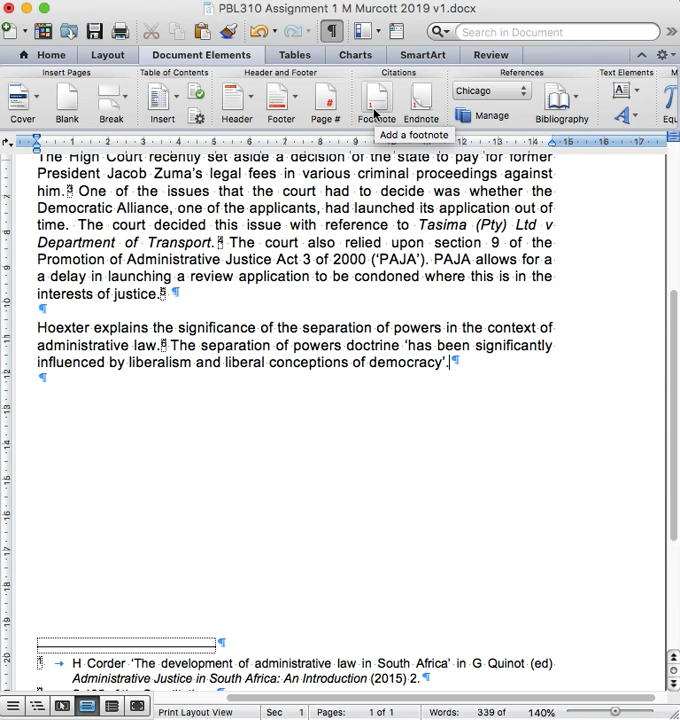 PBL310 Assignment 1 M Murcott 2019 v1.docx
Search in Document
Home Layout Document Elements Tables Charts SmartArt Review
Insert Pages Table of Contents Header and Footer Citations References Text Elements M
Chicago
Manage
Cover Blank Break Insert Header Footer Page # Footnote Endnote Bibliography Equ
Add a footnote
The High Court recently set aside a decision of the state to pay for former
President Jacob Zuma's legal fees in various criminal proceedings against
him.3 One of the issues that the court had to decide was whether the
Democratic Alliance, one of the applicants, had launched its application out of
time. The court decided this issue with reference to Tasima (Pty) Ltd v
Department of Transport.4 The court also relied upon section 9 of the
Promotion of Administrative Justice Act 3 of 2000 ('PAJA'). PAJA allows for a
a delay in launching a review application to be condoned where this is in the
interests of justice.5 ¶
¶
Hoexter explains the significance of the separation of powers in the context of
administrative law.6 The separation of powers doctrine 'has been significantly
influenced by liberalism and liberal conceptions of democracy'.¶
¶
¶
1 → H Corder 'The development of administrative law in South Africa' in G Quinot (ed)
Administrative Justice in South Africa: An Introduction (2015) 2.¶
Print Layout View Sec 1 Pages: 1 of 1 Words: 339 of 339 140%